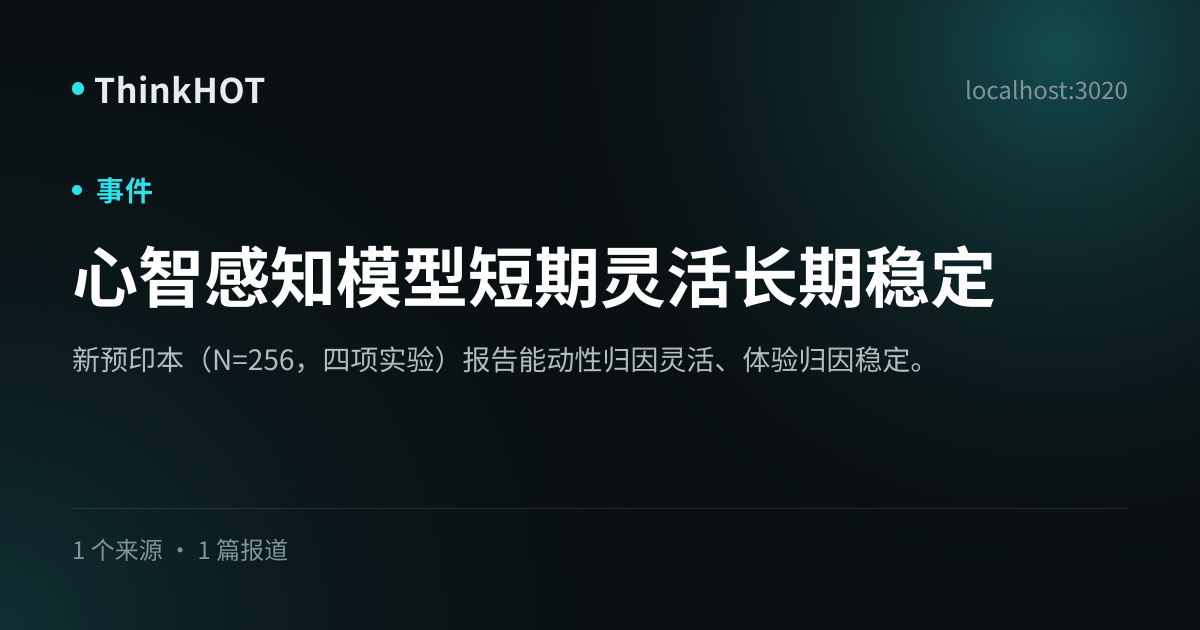 ThinkHOT
localhost:3020
事件
心智感知模型短期灵活长期稳定
新预印本（N=256，四项实验）报告能动性归因灵活、体验归因稳定。
1 个来源 · 1 篇报道